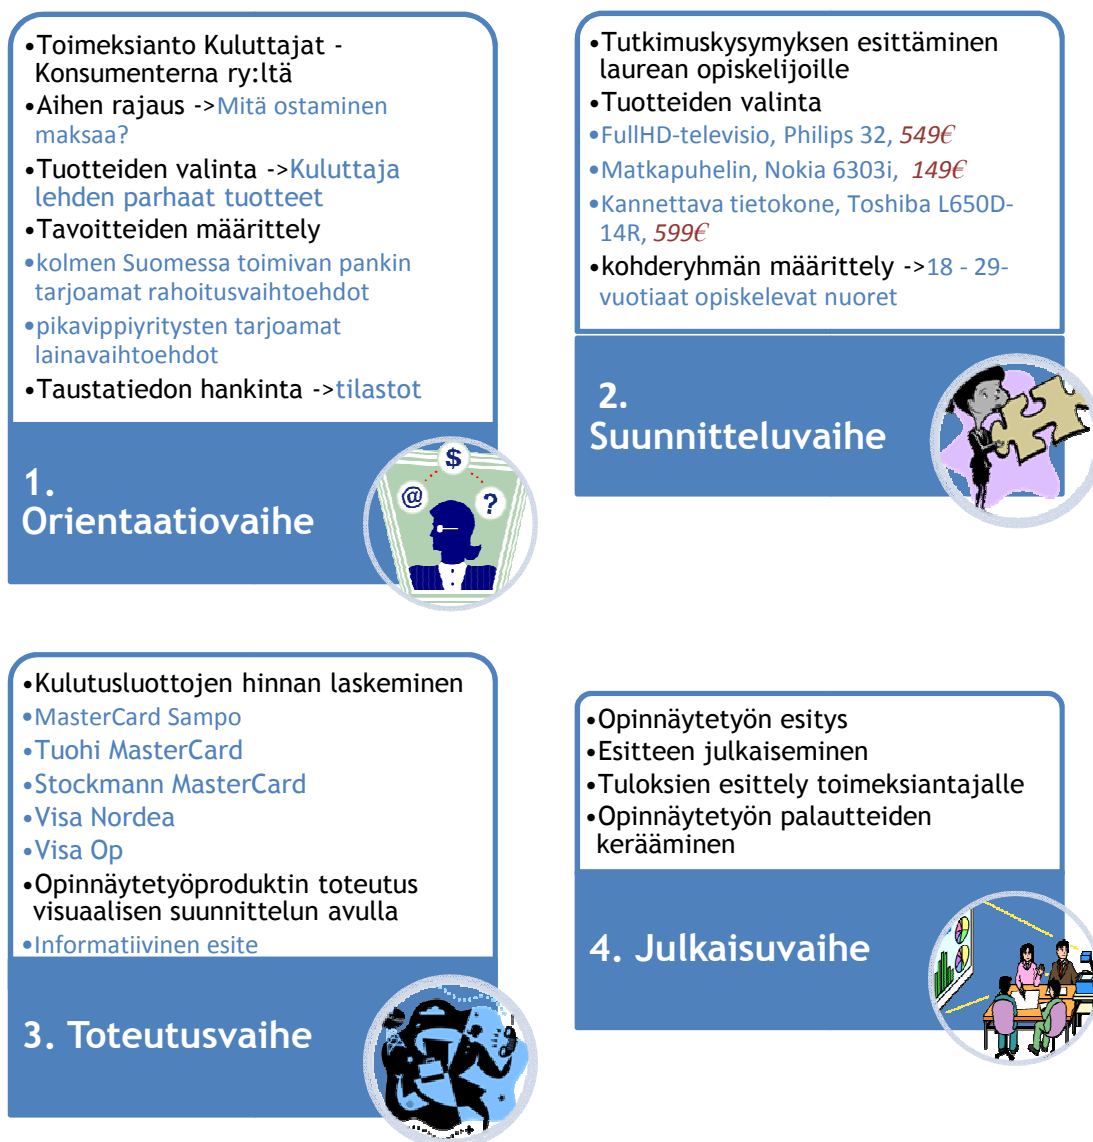 •Toimeksianto Kuluttajat -
Konsumenterna ry:ltä
•Aihen rajaus ->Mitä ostaminen
maksaa?
•Tuotteiden valinta ->Kuluttaja
lehden parhaat tuotteet
•Tavoitteiden määrittely
•kolmen Suomessa toimivan pankin
tarjoamat rahoitusvaihtoehdot
•pikavippiyritysten tarjoamat
lainavaihtoehdot
•Taustatiedon hankinta ->tilastot
1.
Orientaatiovaihe
$
@
?
•Tutkimuskysymyksen esittäminen
laurean opiskelijoille
•Tuotteiden valinta
•FullHD-televisio, Philips 32, 549€
•Matkapuhelin, Nokia 6303i, 149€
•Kannettava tietokone, Toshiba L650D-
14R, 599€
•kohderyhmän määrittely ->18 - 29-
vuotiaat opiskelevat nuoret
2.
Suunnitteluvaihe
•Kulutusluottojen hinnan laskeminen
•MasterCard Sampo
•Tuohi MasterCard
•Stockmann MasterCard
•Visa Nordea
•Visa Op
•Opinnäytetyöproduktin toteutus
visuaalisen suunnittelun avulla
•Informatiivinen esite
3. Toteutusvaihe
•Opinnäytetyön esitys
•Esitteen julkaiseminen
•Tuloksien esittely toimeksiantajalle
•Opinnäytetyön palautteiden
kerääminen
4. Julkaisuvaihe